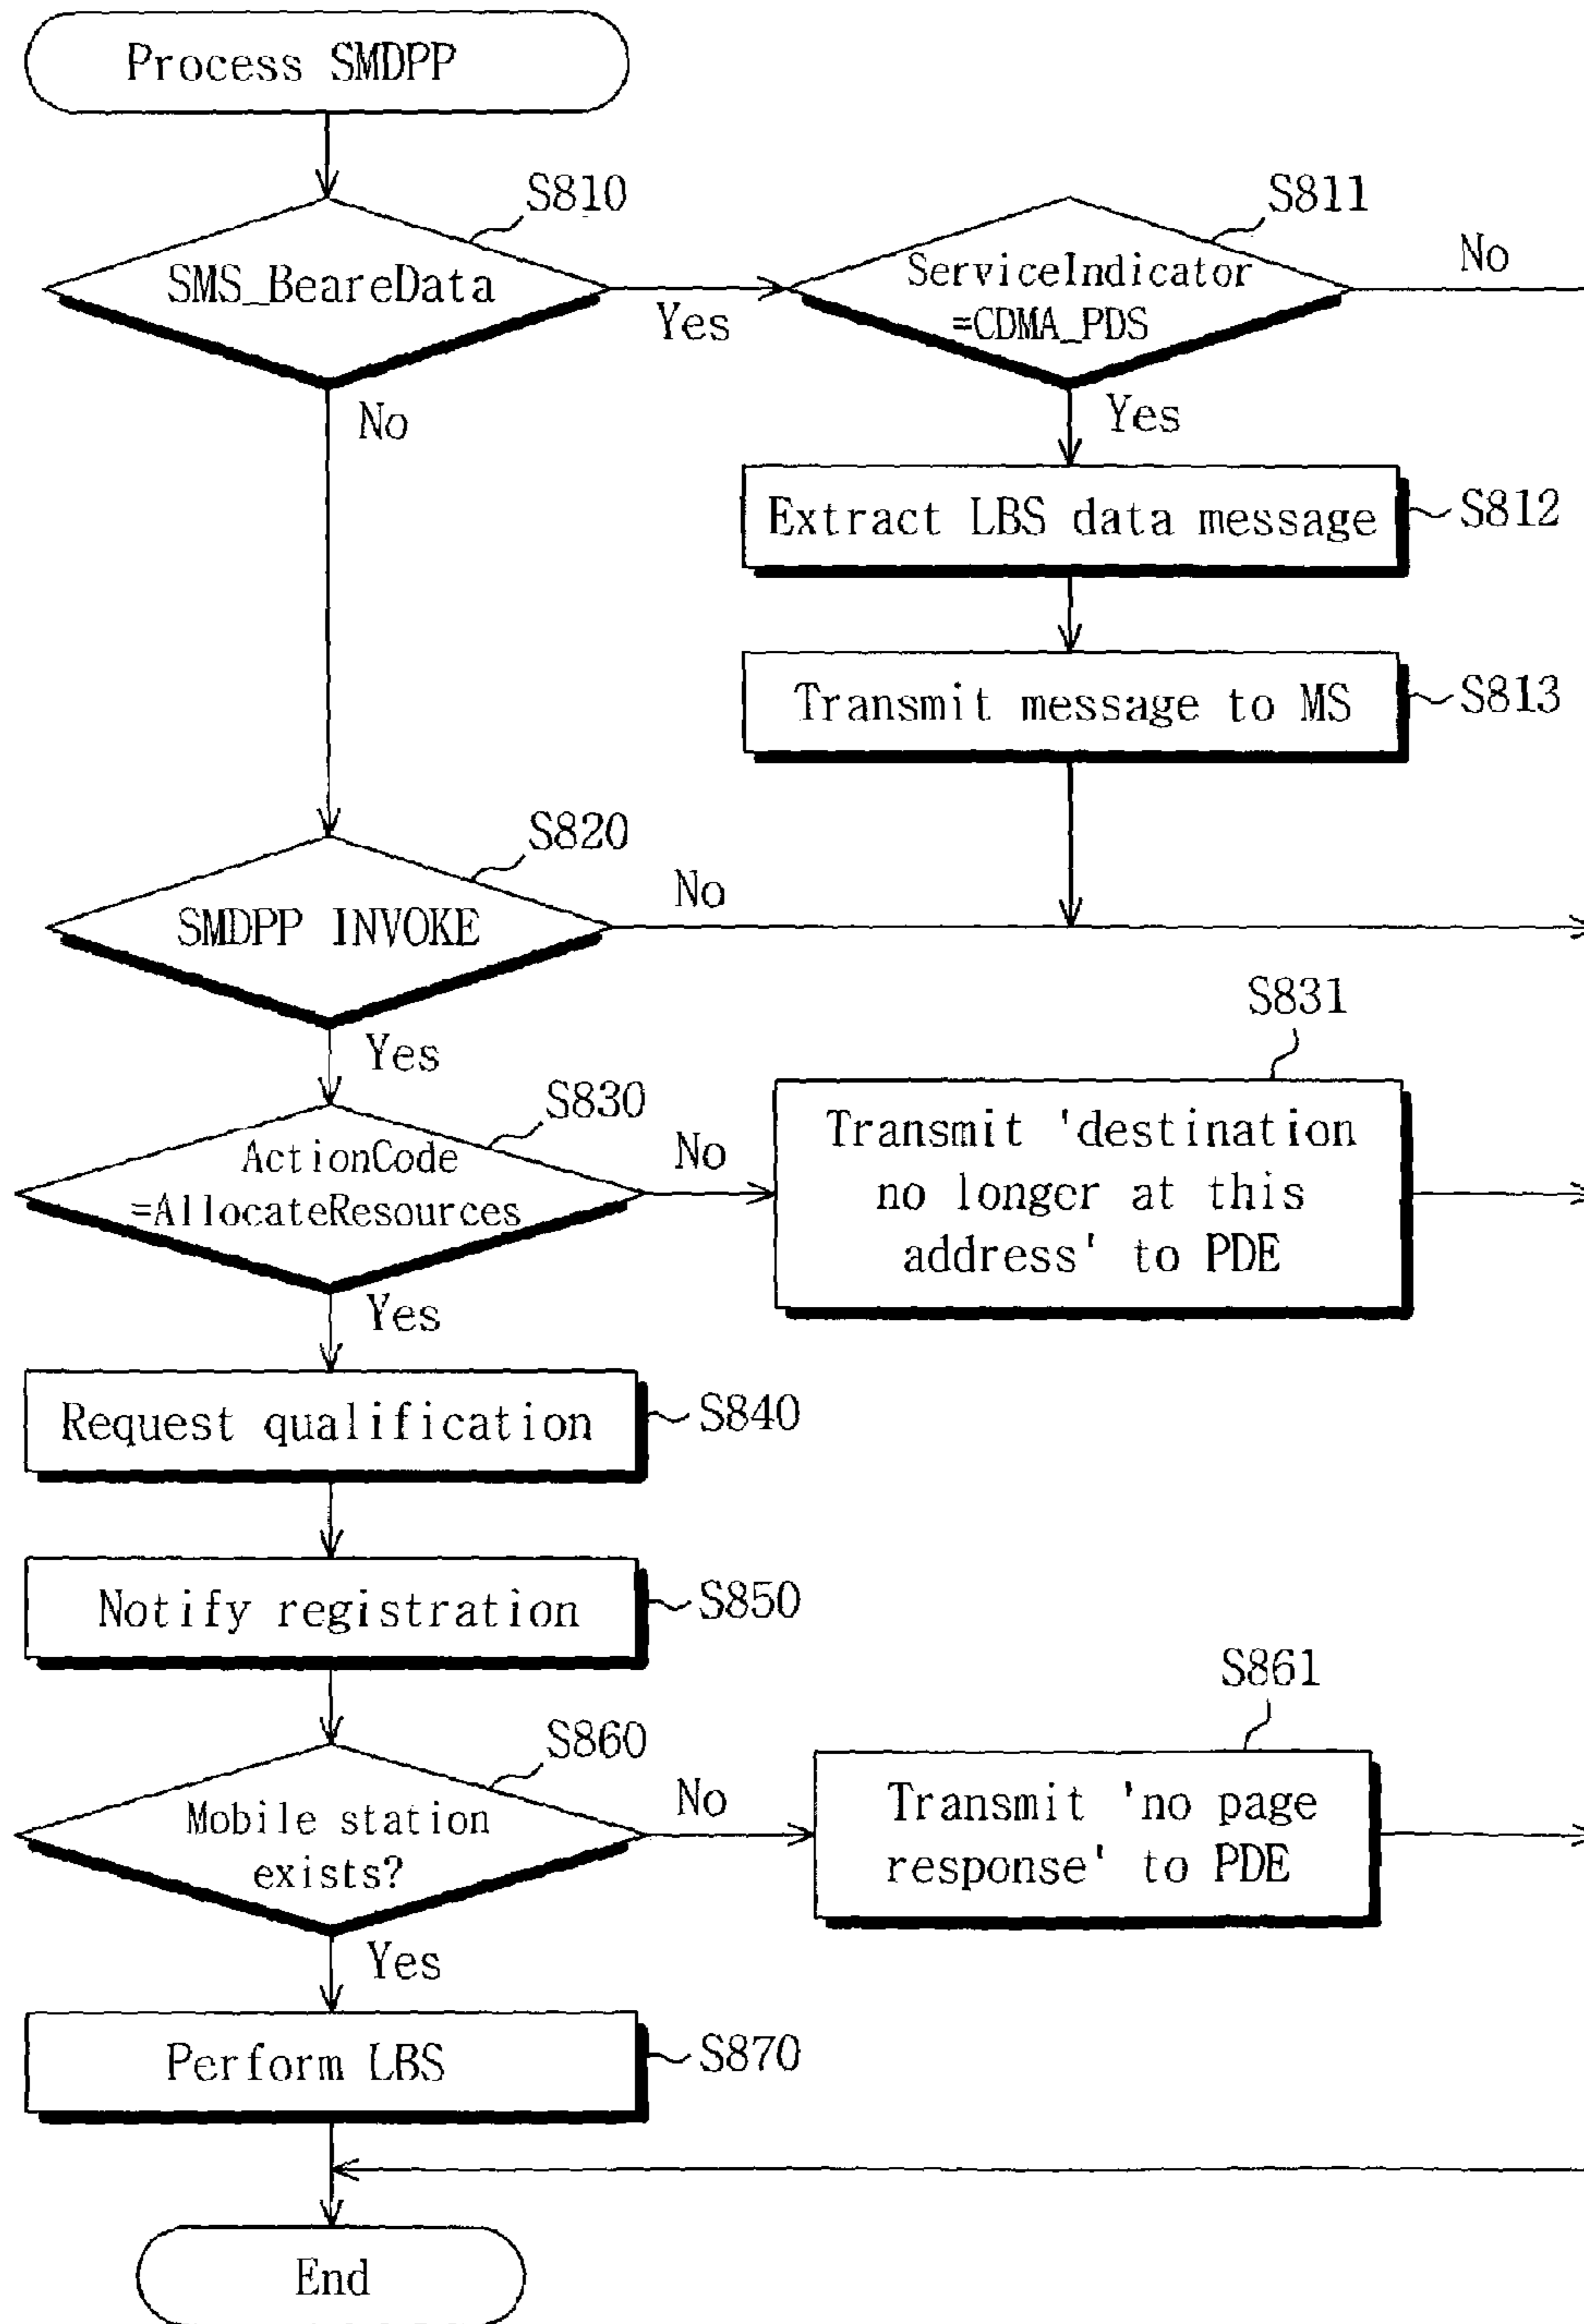 Process SMDPP
S810
SMS_BeareData
Yes
No
S811
ServiceIndicator
=CDMA_PDS
No
Yes
Extract LBS data message
S812
Transmit message to MS
S813
S820
SMDPP INVOKE
No
Yes
S830
ActionCode
=AllocateResources
No
Yes
S831
Transmit 'destination
no longer at this
address' to PDE
Request qualification
S840
Notify registration
S850
S860
Mobile station
exists?
No
Yes
S861
Transmit 'no page
response' to PDE
Perform LBS
S870
End